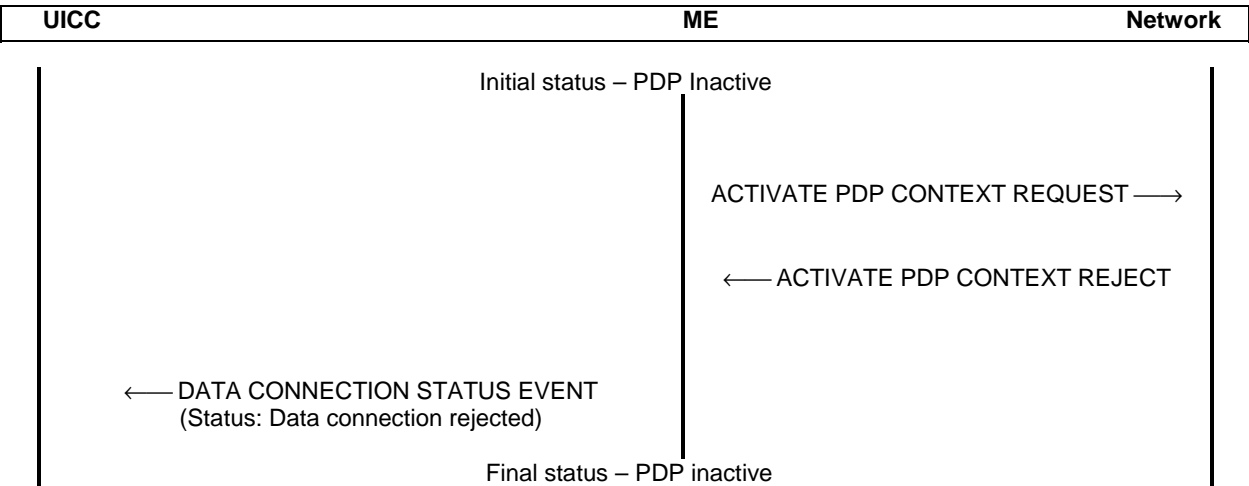 UICC ME Network
Initial status – PDP Inactive
ACTIVATE PDP CONTEXT REQUEST
ACTIVATE PDP CONTEXT REJECT
DATA CONNECTION STATUS EVENT
(Status: Data connection rejected)
Final status – PDP inactive